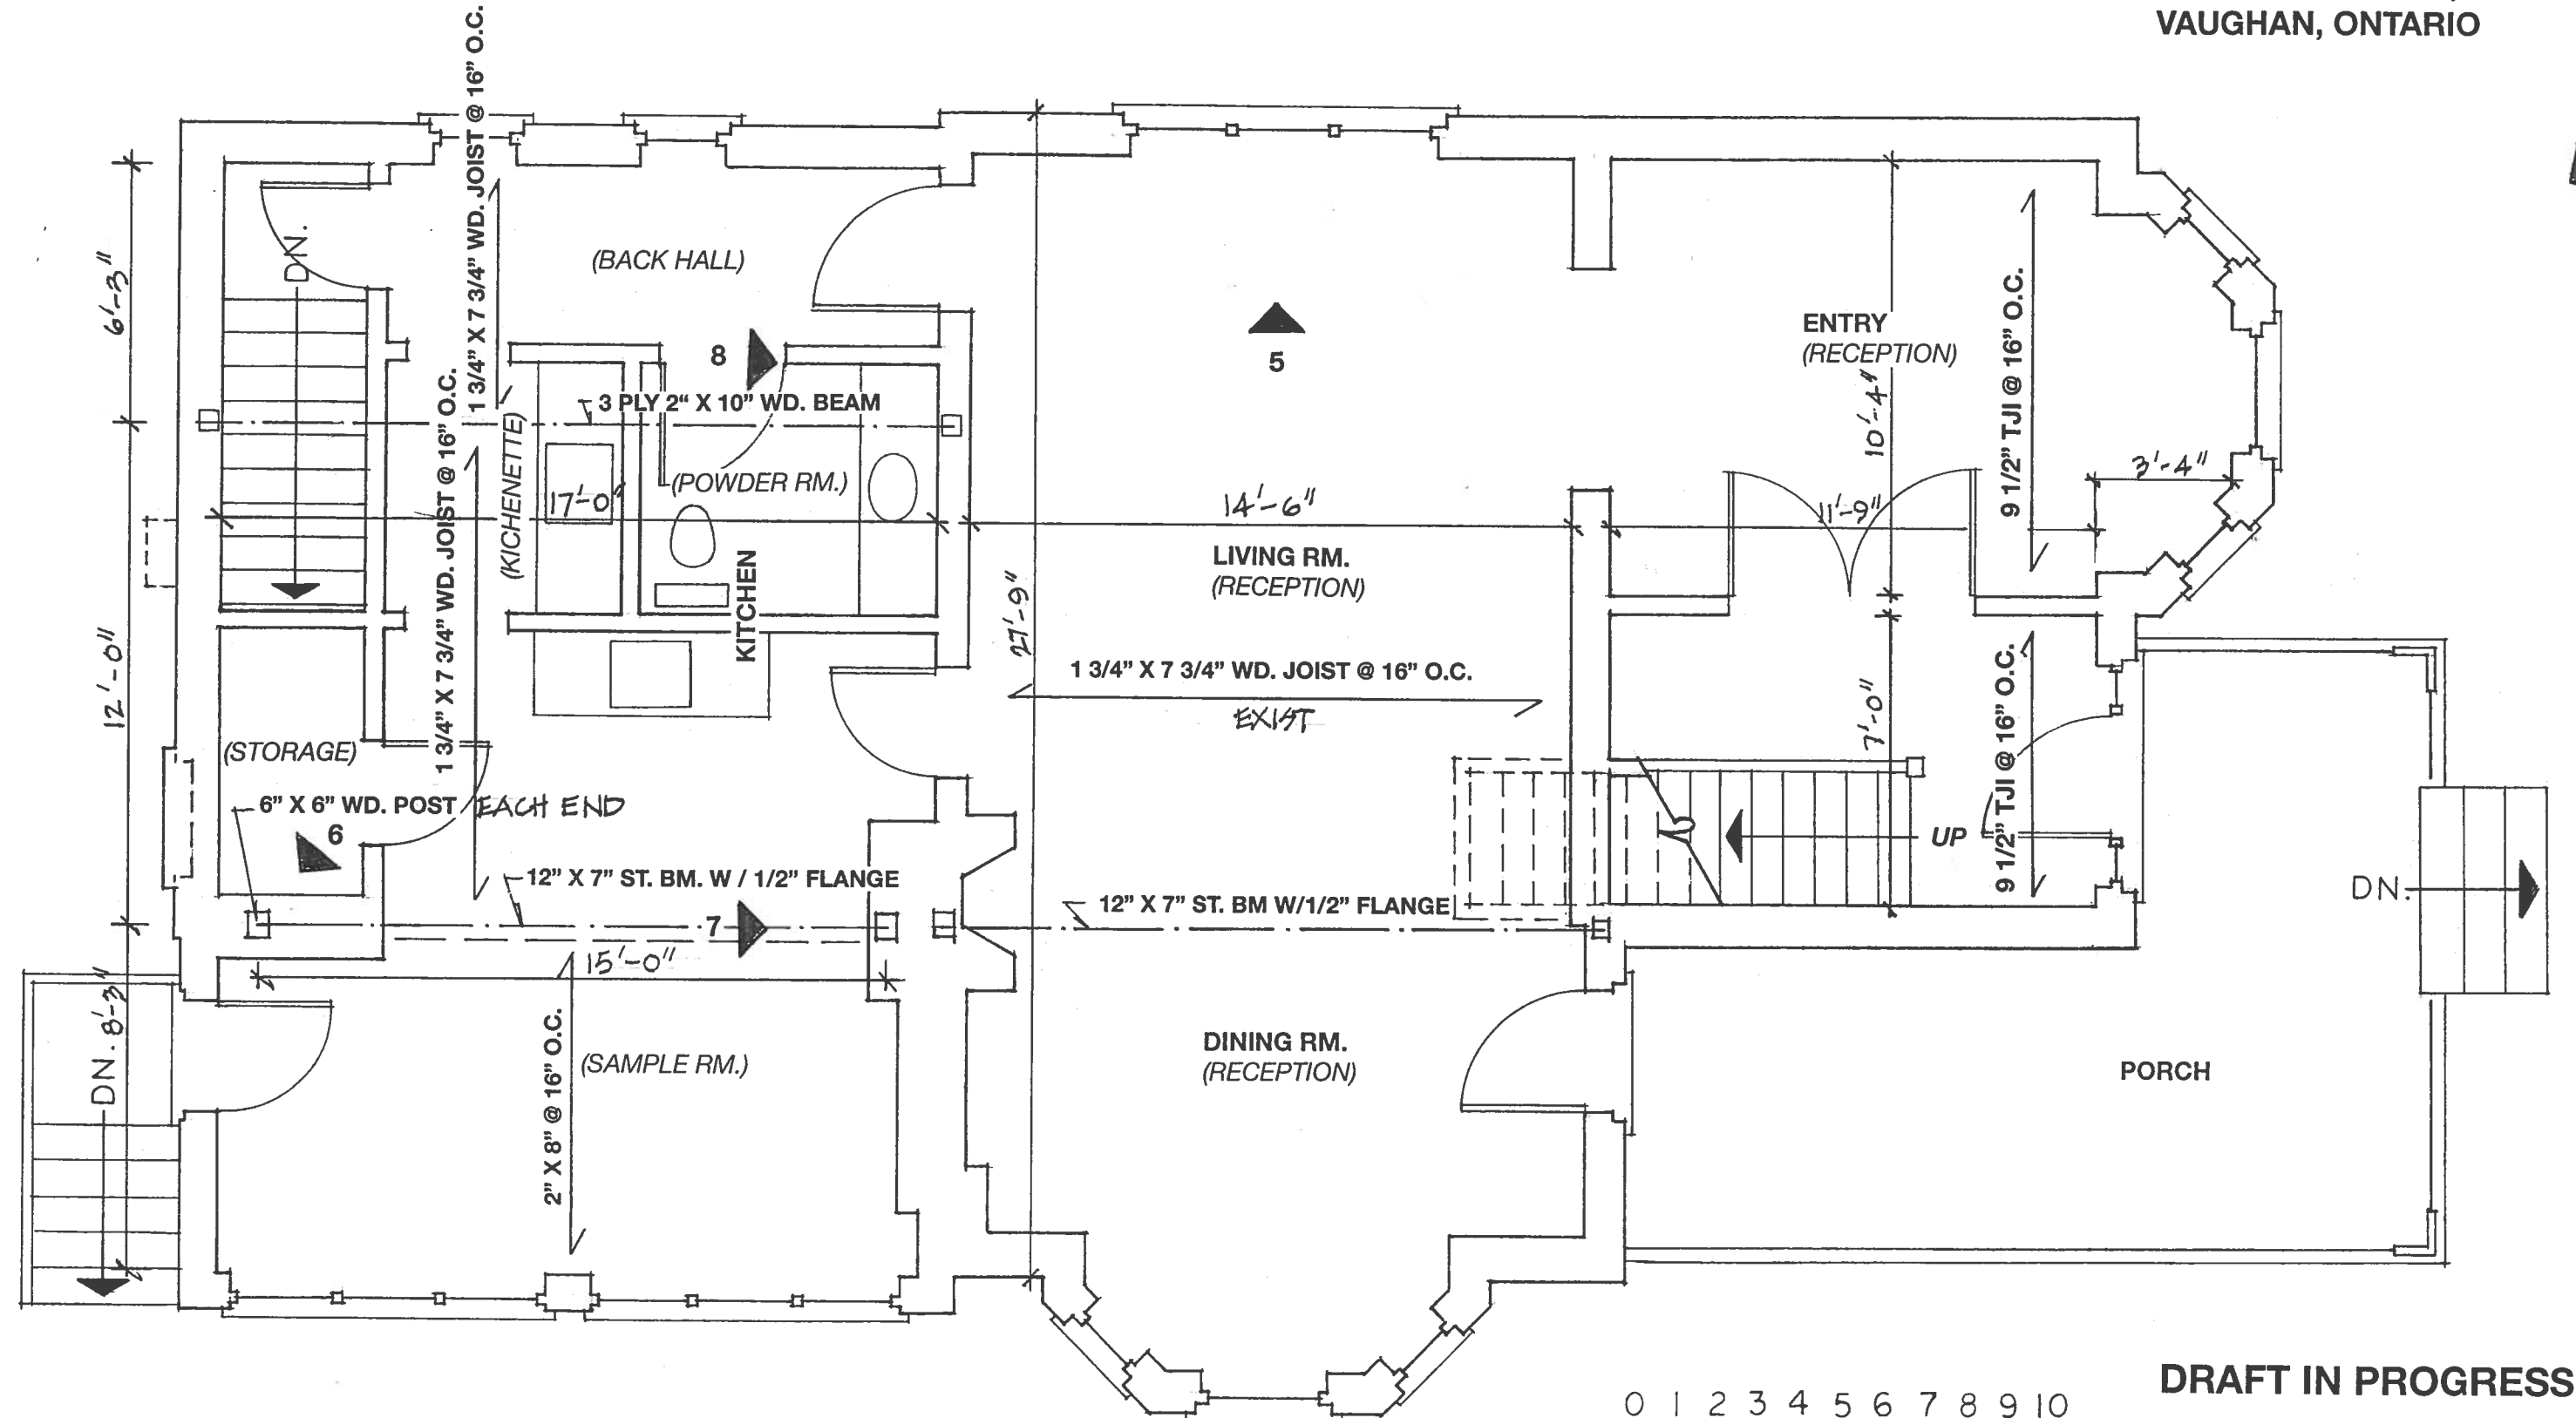 VAUGHAN, ONTARIO
1 3/4” X 7 3/4” WD. JOIST @ 16” O.C.
DN.
(BACK HALL)
6'-3"
8
5
ENTRY
(RECEPTION)
10'-4"
9 1/2” TJI @ 16” O.C.
3 PLY 2“ X 10” WD. BEAM
(KICHENETTE)
17'-0"
(POWDER RM.)
14'-6"
11'-9"
3'-4"
1 3/4” X 7 3/4” WD. JOIST @ 16” O.C.
KITCHEN
LIVING RM.
(RECEPTION)
27'-9"
12'-0"
1 3/4” X 7 3/4” WD. JOIST @ 16” O.C.
EXIST
7'-0"
9 1/2” TJI @ 16” O.C.
(STORAGE)
6” X 6” WD. POST EACH END
6
UP
12” X 7” ST. BM. W / 1/2” FLANGE
12” X 7” ST. BM W/1/2” FLANGE
DN.
7
15'-0"
8'-3"
DN.
2” X 8” @ 16” O.C.
(SAMPLE RM.)
DINING RM.
(RECEPTION)
PORCH
DRAFT IN PROGRESS
0 1 2 3 4 5 6 7 8 9 10